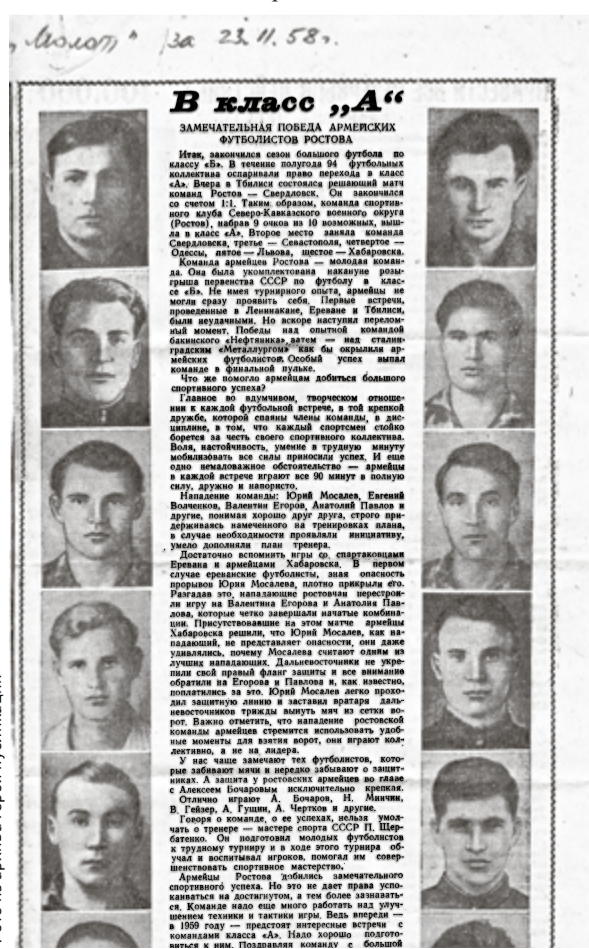 „Молот" за 23.11.58г.
В класс „А“
ЗАМЕЧАТЕЛЬНАЯ ПОБЕДА АРМЕЙСКИХ
ФУТБОЛИСТОВ РОСТОВА
Итак, закончился сезон большого футбола по
классу «Б». В течение полугода 94 футбольных
коллектива оспаривали право перехода в класс
«А». Вчера в Тбилиси состоялся решающий матч
команд Ростов — Свердловск. Он закончился
со счетом 1:1. Таким образом, команда спортив-
ного клуба Северо-Кавказского военного округа
(Ростов), набрав 9 очков из 10 возможных, выш-
ла в класс «А». Второе место заняла команда
Свердловска, третье — Севастополя, четвертое —
Одессы, пятое — Львова, шестое — Хабаровска.
Команда армейцев Ростова — молодая коман-
да. Она была укомплектована накануне розы-
грыша первенства СССР по футболу в клас-
се «Б». Не имея турнирного опыта, армейцы не
могли сразу проявить себя. Первые встречи,
проведенные в Ленинакане, Ереване и Тбилиси,
были неудачными. Но вскоре наступил перелом-
ный момент. Победы над опытной командой
бакинского «Нефтяника», затем — над сталин-
градским «Металлургом» как бы окрылили ар-
мейских футболистов. Особый успех выпал
команде в финальной пульке.
Что же помогло армейцам добиться большого
спортивного успеха?
Главное во вдумчивом, творческом отноше-
нии к каждой футбольной встрече, в той крепкой
дружбе, которой спаяны члены команды, в дис-
циплине, в том, что каждый спортсмен стойко
борется за честь своего спортивного коллектива.
Воля, настойчивость, умение в трудную минуту
мобилизовать все силы приносили успех. И еще
одно немаловажное обстоятельство — армейцы
в каждой встрече играют все 90 минут в полную
силу, дружно и напористо.
Нападение команды: Юрий Мосалев, Евгений
Волченков, Валентин Егоров, Анатолий Павлов и
другие, понимая хорошо друг друга, строго при-
держиваясь намеченного на тренировках плана,
в случае необходимости проявляли инициативу,
умело дополняли план тренера.
Достаточно вспомнить игры со спартаковцами
Еревана и армейцами Хабаровска. В первом
случае ереванские футболисты, зная опасность
прорывов Юрия Мосалева, плотно прикрыли его.
Разгадав это, нападающие ростовчан перестрои-
ли игру на Валентина Егорова и Анатолия Пав-
лова, которые четко завершали начатые комбина-
ции. Присутствовавшие на этом матче армейцы
Хабаровска решили, что Юрий Мосалев, как на-
падающий, не представляет опасности, они даже
удивлялись, почему Мосалева считают одним из
лучших нападающих. Дальневосточники не укре-
пили свой правый фланг защиты и все внимание
обратили на Егорова и Павлова и, как известно,
поплатились за это. Юрий Мосалев легко прохо-
дил защитную линию и заставил вратаря даль-
невосточников трижды вынуть мяч из сетки во-
рот. Важно отметить, что нападение ростовской
команды армейцев стремится использовать удоб-
ные моменты для взятия ворот, они играют кол-
лективно, а не на лидера.
У нас чаще замечают тех футболистов, кото-
рые забивают мячи и нередко забывают о защит-
никах. А защита у ростовских армейцев во главе
с Алексеем Бочаровым исключительно крепкая.
Отлично играют А. Бочаров, Н. Минчин,
В. Гейзер, А. Гущин, А. Чертков и другие.
Говоря о команде, о ее успехах, нельзя умол-
чать о тренере — мастере спорта СССР П. Щер-
батенко. Он подготовил молодых футболистов
к трудному турниру и в ходе этого турнира об-
учал и воспитывал игроков, помогал им совер-
шенствовать спортивное мастерство.
Армейцы Ростова добились замечательного
спортивного успеха. Но это не дает права успо-
каиваться на достигнутом, а тем более зазнавать-
ся. Команде надо еще много работать над улуч-
шением техники и тактики игры. Ведь впереди —
в 1959 году — предстоят интересные встречи с
командами класса «А». Надо хорошо подгото-
виться к ним. Поздравляя команду с большой